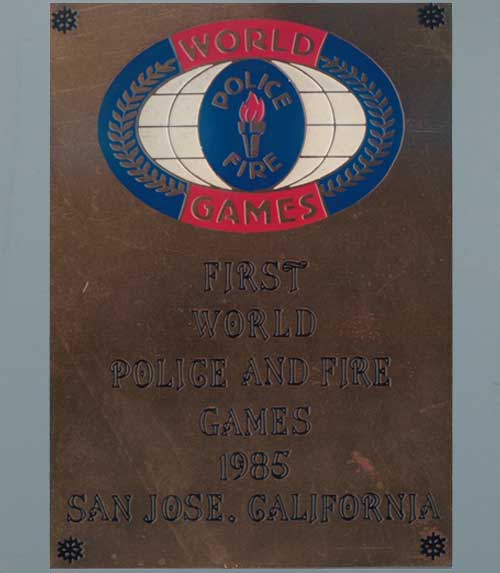 WORLD
POLICE
FIRE
GAMES
FIRST
WORLD
POLICE AND FIRE
GAMES
1985
SAN JOSE, CALIFORNIA